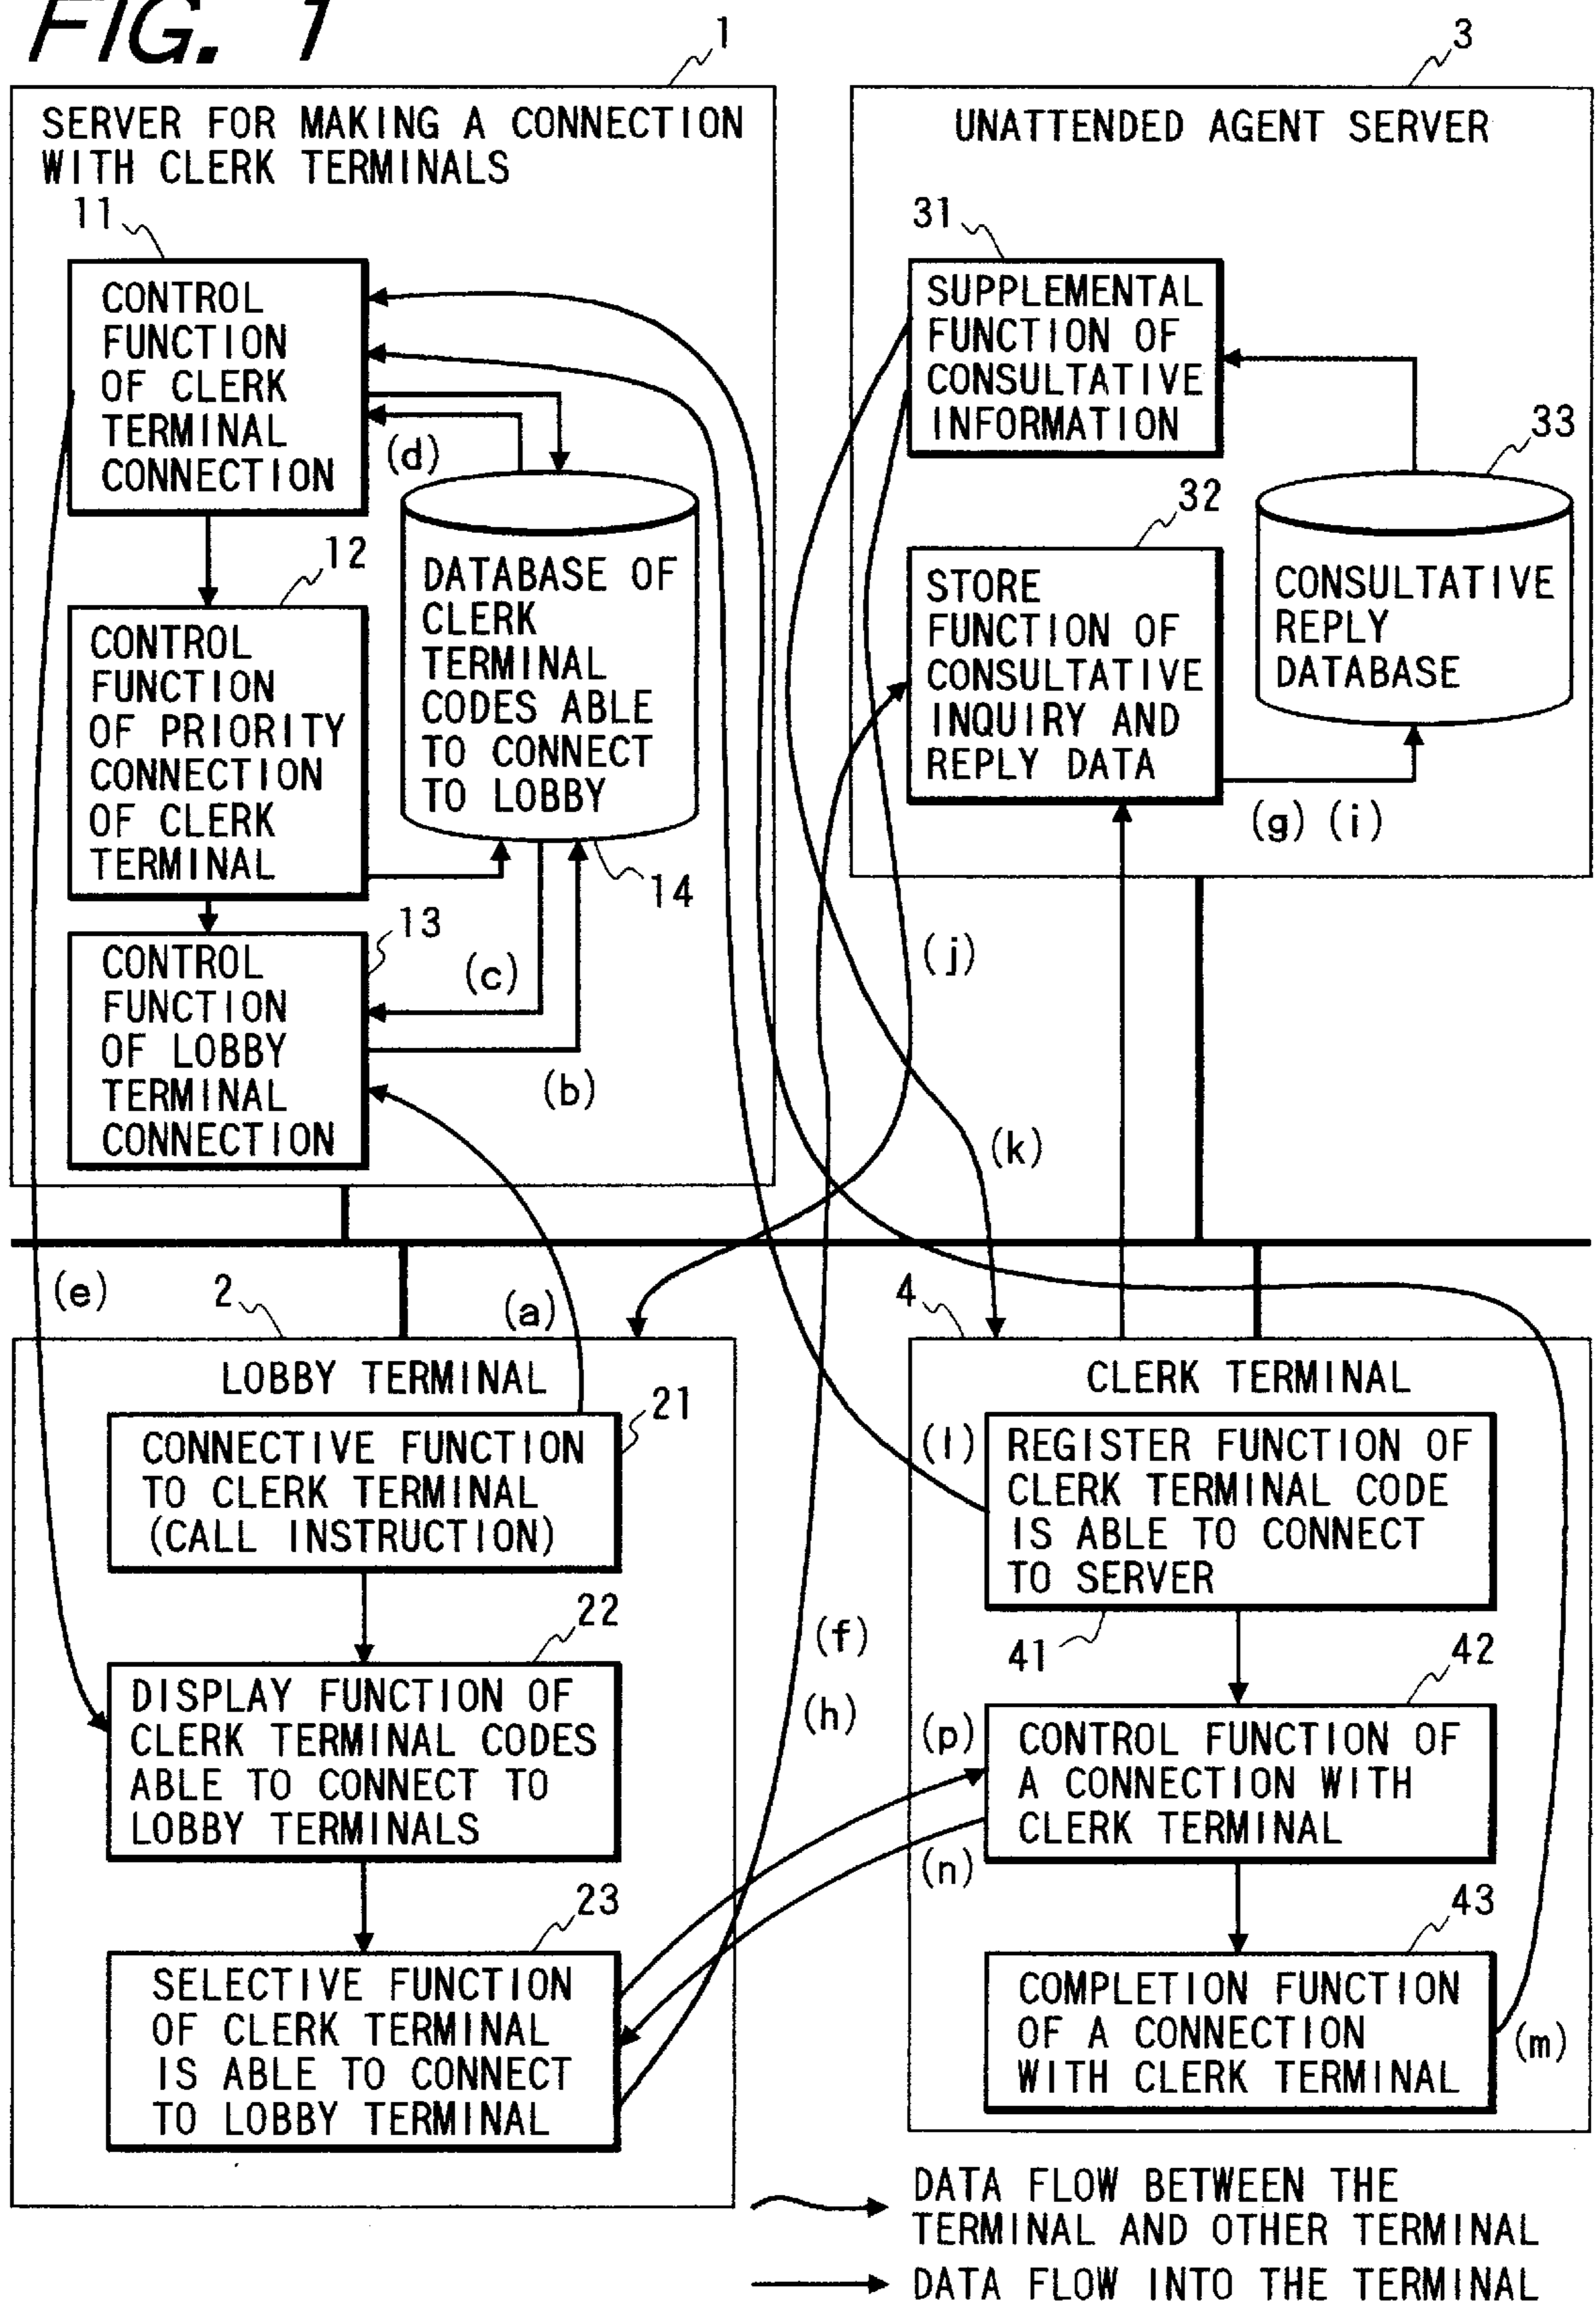 FIG. 1
1
SERVER FOR MAKING A CONNECTION
WITH CLERK TERMINALS
11
CONTROL
FUNCTION
OF CLERK
TERMINAL
CONNECTION
(d)
12
CONTROL
FUNCTION
OF PRIORITY
CONNECTION
OF CLERK
TERMINAL
DATABASE OF
CLERK
TERMINAL
CODES ABLE
TO CONNECT
TO LOBBY
14
13
CONTROL
FUNCTION
OF LOBBY
TERMINAL
CONNECTION
(c)
(b)
3
UNATTENDED AGENT SERVER
31
SUPPLEMENTAL
FUNCTION OF
CONSULTATIVE
INFORMATION
33
32
STORE
FUNCTION OF
CONSULTATIVE
INQUIRY AND
REPLY DATA
CONSULTATIVE
REPLY
DATABASE
(g) (i)
(j)
(k)
(e)
2
(a)
LOBBY TERMINAL
21
CONNECTIVE FUNCTION
TO CLERK TERMINAL
(CALL INSTRUCTION)
22
DISPLAY FUNCTION OF
CLERK TERMINAL CODES
ABLE TO CONNECT TO
LOBBY TERMINALS
23
SELECTIVE FUNCTION
OF CLERK TERMINAL
IS ABLE TO CONNECT
TO LOBBY TERMINAL
(f)
(h)
4
CLERK TERMINAL
(l)
REGISTER FUNCTION OF
CLERK TERMINAL CODE
IS ABLE TO CONNECT
TO SERVER
41
42
(p)
CONTROL FUNCTION OF
A CONNECTION WITH
CLERK TERMINAL
(n)
43
COMPLETION FUNCTION
OF A CONNECTION
WITH CLERK TERMINAL
(m)
DATA FLOW BETWEEN THE
TERMINAL AND OTHER TERMINAL
DATA FLOW INTO THE TERMINAL